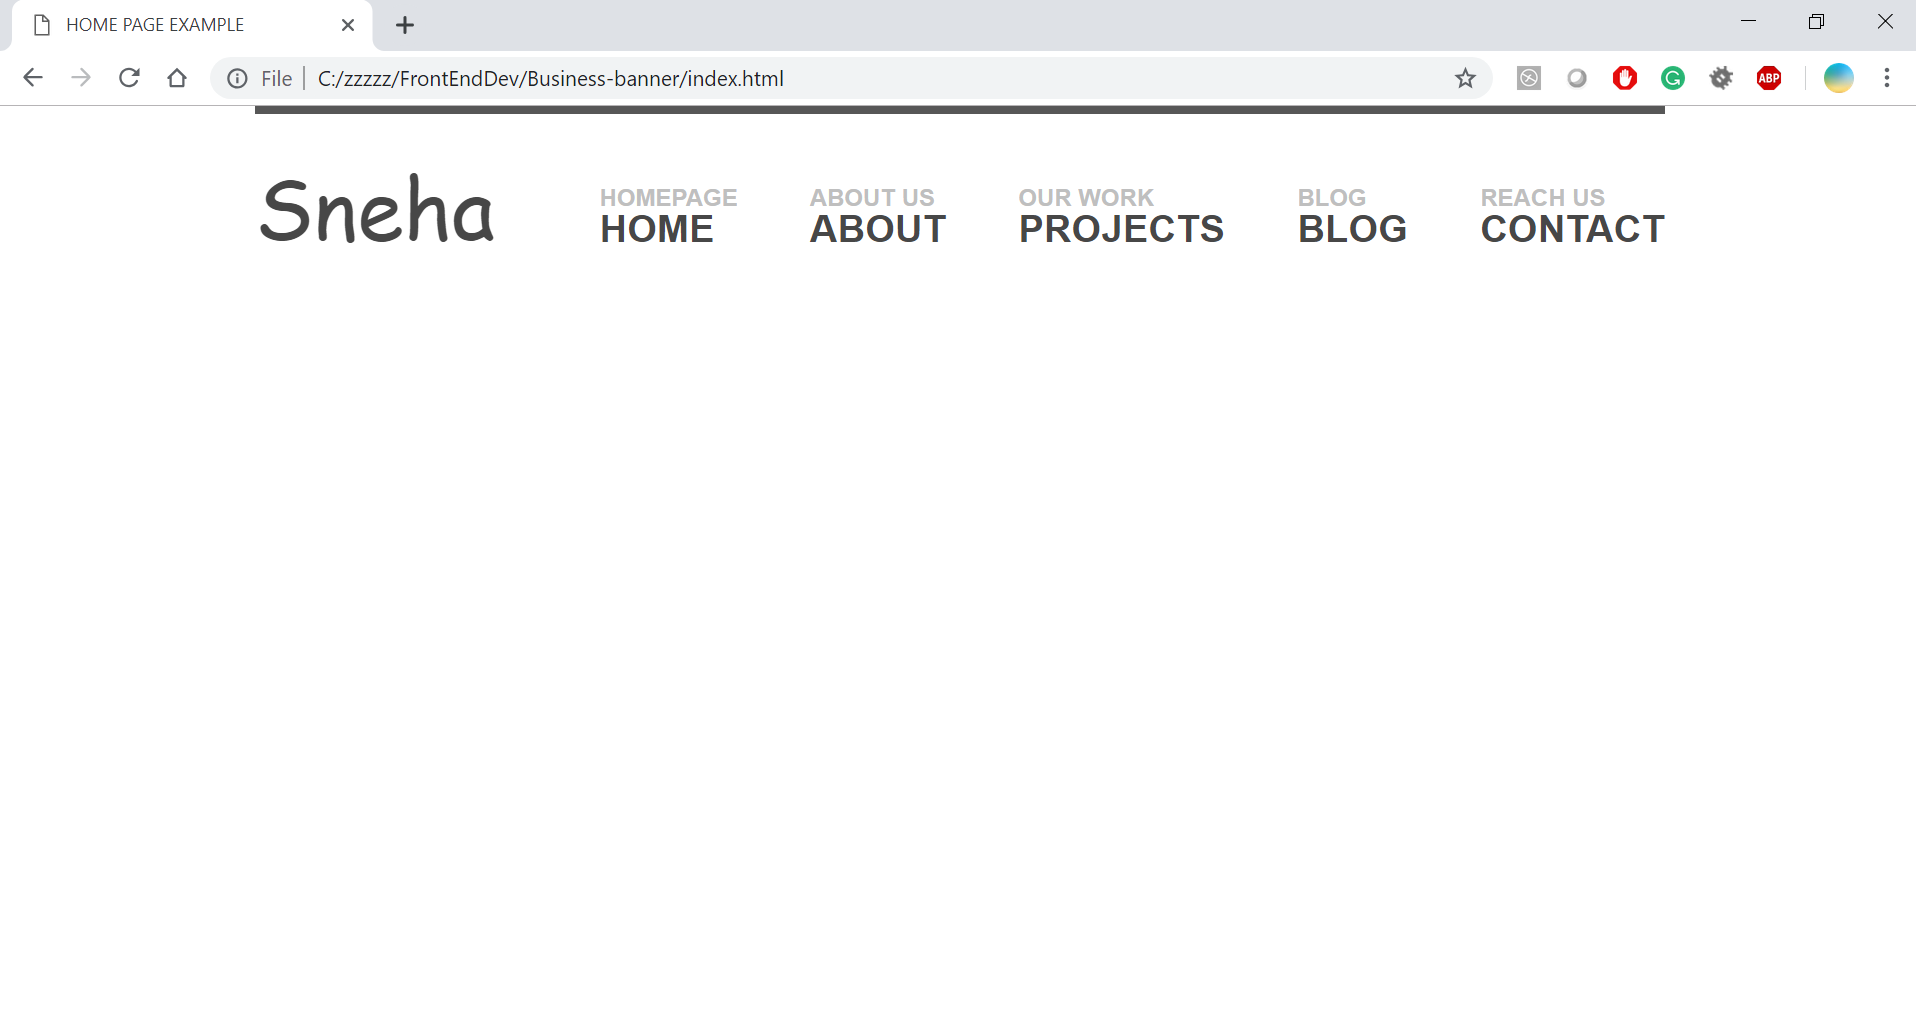 HOME PAGE EXAMPLE
File C:/zzzzz/FrontEndDev/Business-banner/index.html
ABP
Sneha
HOMEPAGE ABOUT US OUR WORK BLOG REACH US
HOME ABOUT PROJECTS BLOG CONTACT